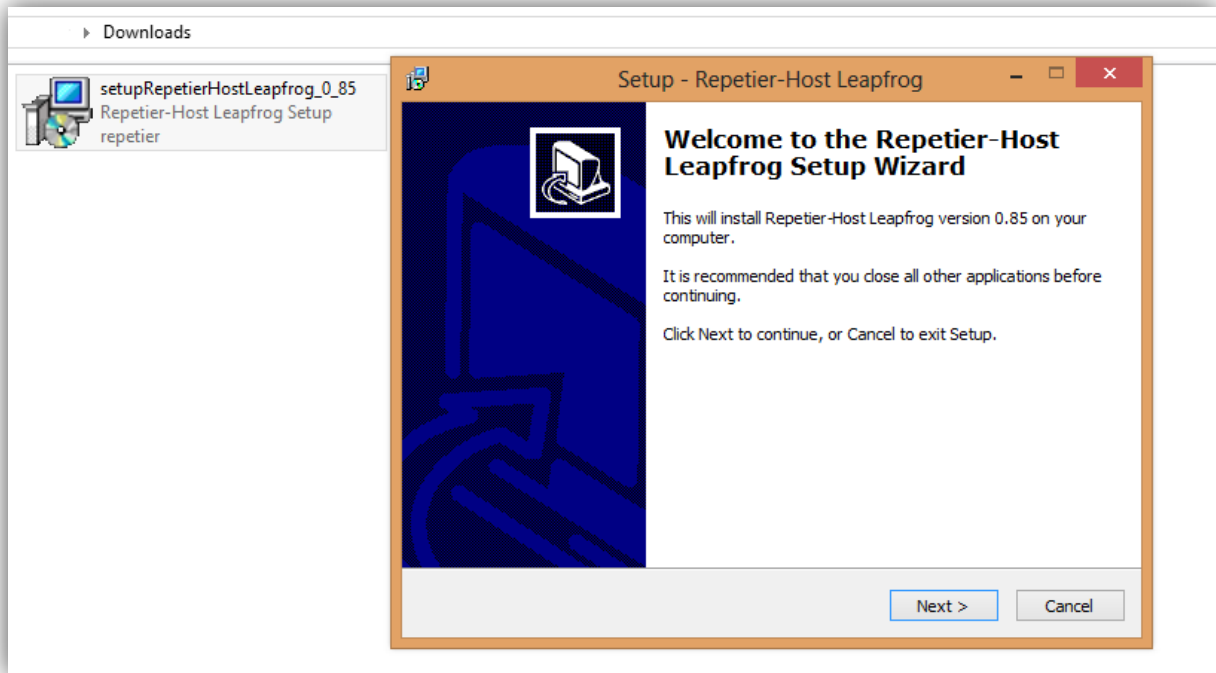 Downloads
setupRepetierHostLeapfrog_0_85
Repetier-Host Leapfrog Setup
repetier
Setup - Repetier-Host Leapfrog
Welcome to the Repetier-Host
Leapfrog Setup Wizard
This will install Repetier-Host Leapfrog version 0.85 on your
computer.
It is recommended that you close all other applications before
continuing.
Click Next to continue, or Cancel to exit Setup.
Next >
Cancel